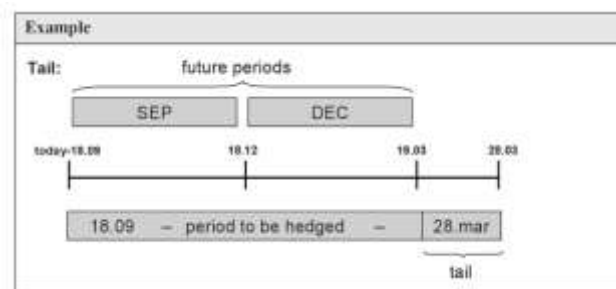 Example
Tail:
future periods
SEP
DEC
today-18.09
18.12
19.03
28.03
18.09 – period to be hedged –
28.mar
tail